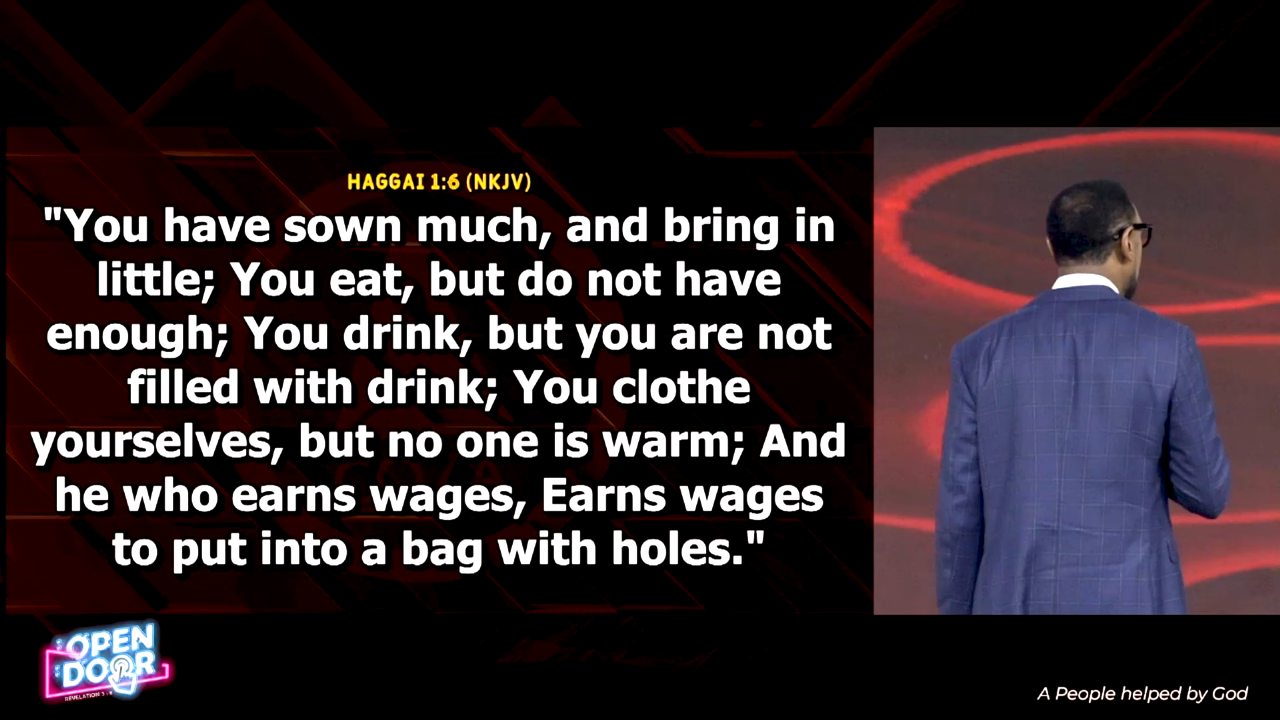 HAGGAI 1:6 (NKJV)
"You have sown much, and bring in
little; You eat, but do not have
enough; You drink, but you are not
filled with drink; You clothe
yourselves, but no one is warm; And
he who earns wages, Earns wages
to put into a bag with holes."
OPEN
DOOR
A People helped by God